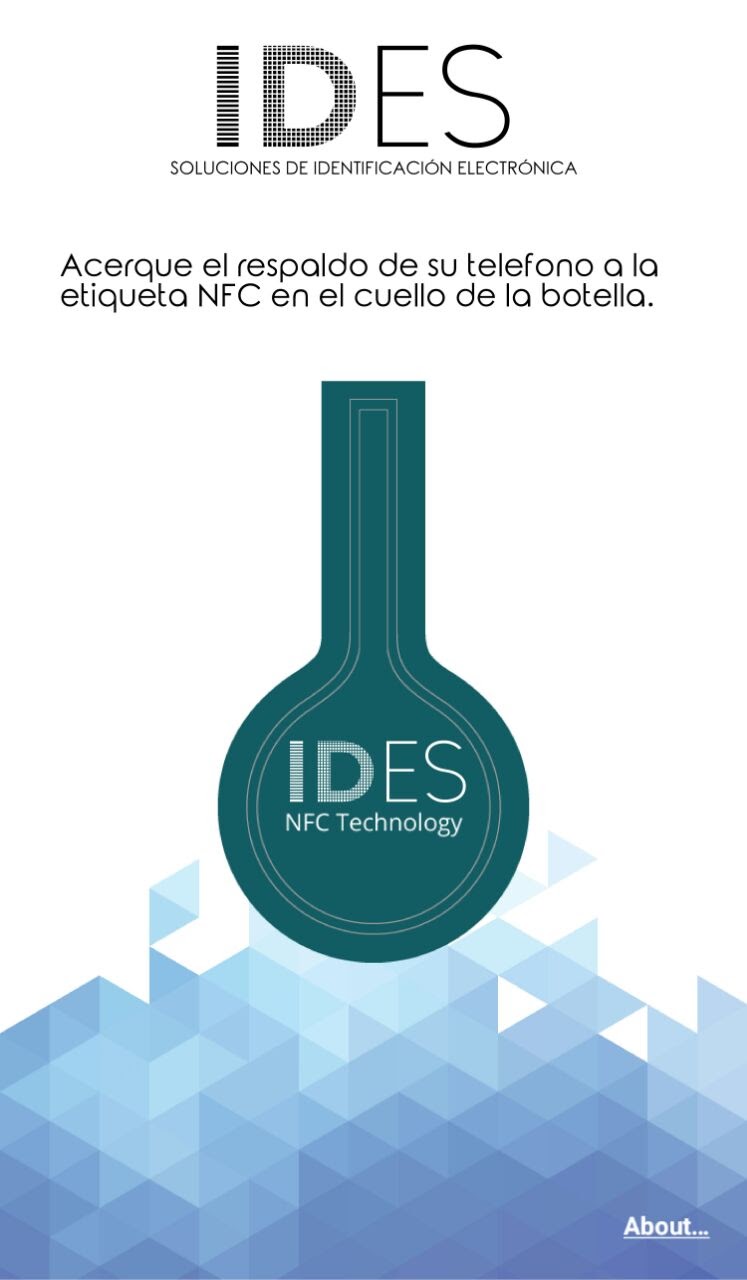 IDES
SOLUCIONES DE IDENTIFICACIÓN ELECTRÓNICA
Acerque el respaldo de su telefono a la
etiqueta NFC en el cuello de la botella.
IDES
NFC Technology
About...